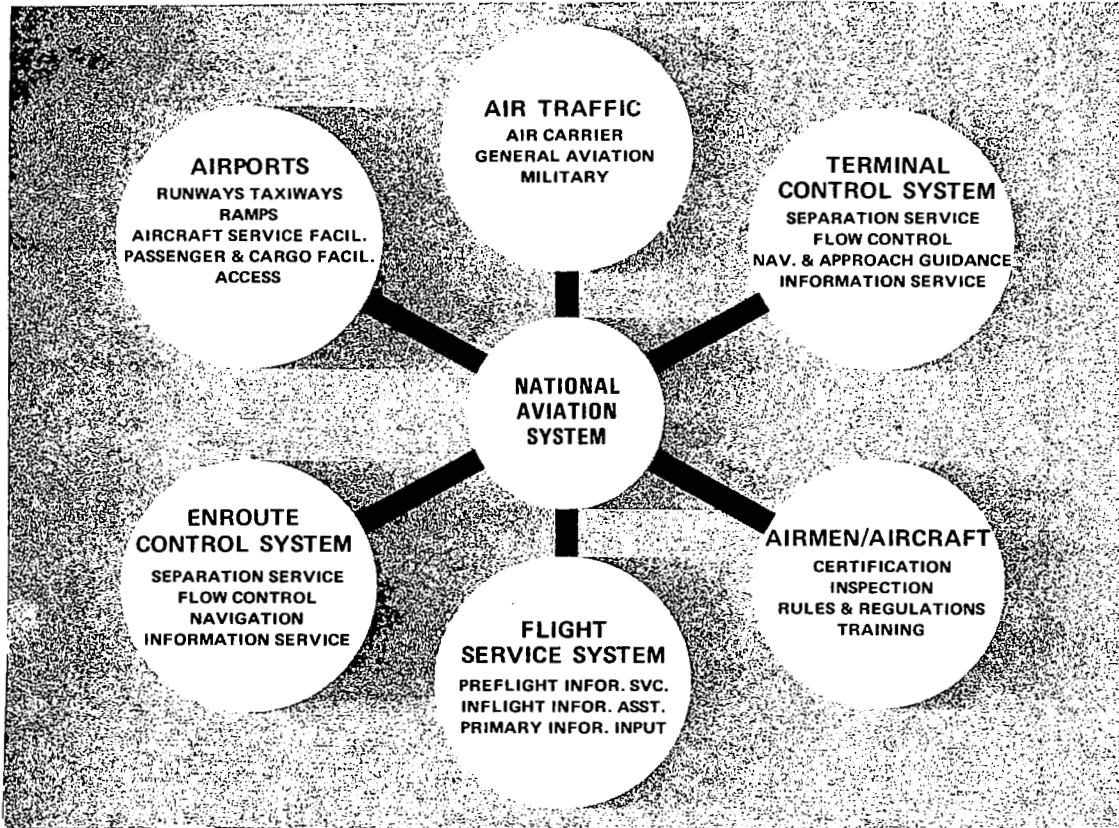 AIR TRAFFIC
AIR CARRIER
GENERAL AVIATION
MILITARY
AIRPORTS
RUNWAYS TAXIWAYS
RAMPS
AIRCRAFT SERVICE FACIL.
PASSENGER & CARGO FACIL.
ACCESS
TERMINAL
CONTROL SYSTEM
SEPARATION SERVICE
FLOW CONTROL
NAV. & APPROACH GUIDANCE
INFORMATION SERVICE
NATIONAL
AVIATION
SYSTEM
ENROUTE
CONTROL SYSTEM
SEPARATION SERVICE
FLOW CONTROL
NAVIGATION
INFORMATION SERVICE
AIRMEN/AIRCRAFT
CERTIFICATION
INSPECTION
RULES & REGULATIONS
TRAINING
FLIGHT
SERVICE SYSTEM
PREFLIGHT INFOR. SVC.
INFLIGHT INFOR. ASST.
PRIMARY INFOR. INPUT